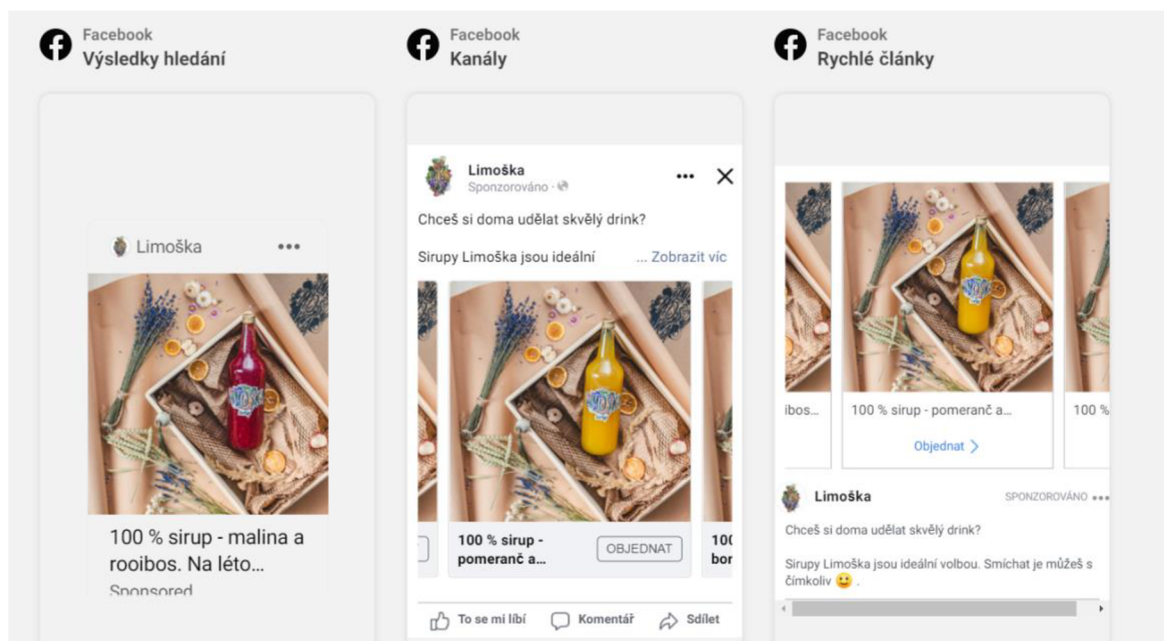 Facebook
Výsledky hledání
Limoška
100 % sirup - malina a
rooibos. Na léto...
Sponsored
Facebook
Kanály
Limoška
Sponzorováno
Chceš si doma udělat skvělý drink?
Sirupy Limoška jsou ideální ... Zobrazit víc
100 % sirup -
pomeranč a...
OBJEDNAT
100
bor
To se mi líbí Komentář Sdílet
Facebook
Rychlé články
ibos...
100 % sirup - pomeranč a...
100 %
Objednat
Limoška SPONZOROVÁNO
Chceš si doma udělat skvělý drink?
Sirupy Limoška jsou ideální volbou. Smíchat je můžeš s
čímkoliv 😀 .